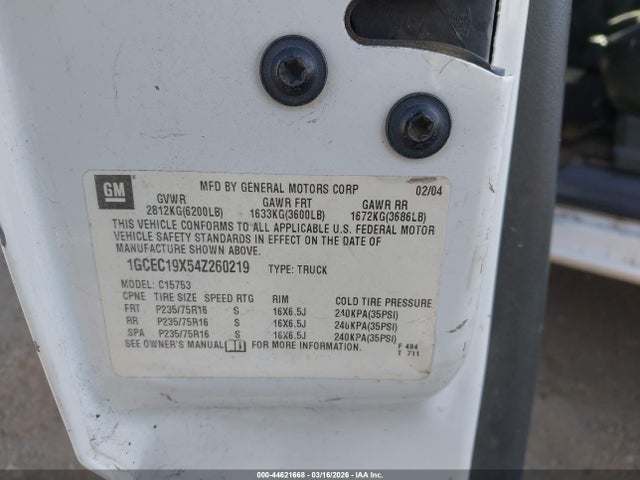 GM
MFD BY GENERAL MOTORS CORP 02/04
GVWR GAWR FRT GAWR RR
2812KG(6200LB) 1633KG(3600LB) 1672KG(3686LB)
THIS VEHICLE CONFORMS TO ALL APPLICABLE U.S. FEDERAL MOTOR
VEHICLE SAFETY STANDARDS IN EFFECT ON THE DATE OF
MANUFACTURE SHOWN ABOVE.
1GCEC19X54Z260219 TYPE: TRUCK
MODEL: C15753
CPNE TIRE SIZE SPEED RTG RIM COLD TIRE PRESSURE
FRT P235/75R16 S 16X6.5J 240KPA(35PSI)
RR P235/75R16 S 16X6.5J 240KPA(35PSI)
SPA P235/75R16 S 16X6.5J 240KPA(35PSI)
SEE OWNER'S MANUAL FOR MORE INFORMATION.
F 484
T 711
000-44621668 | 03/16/2026 - IAA Inc.